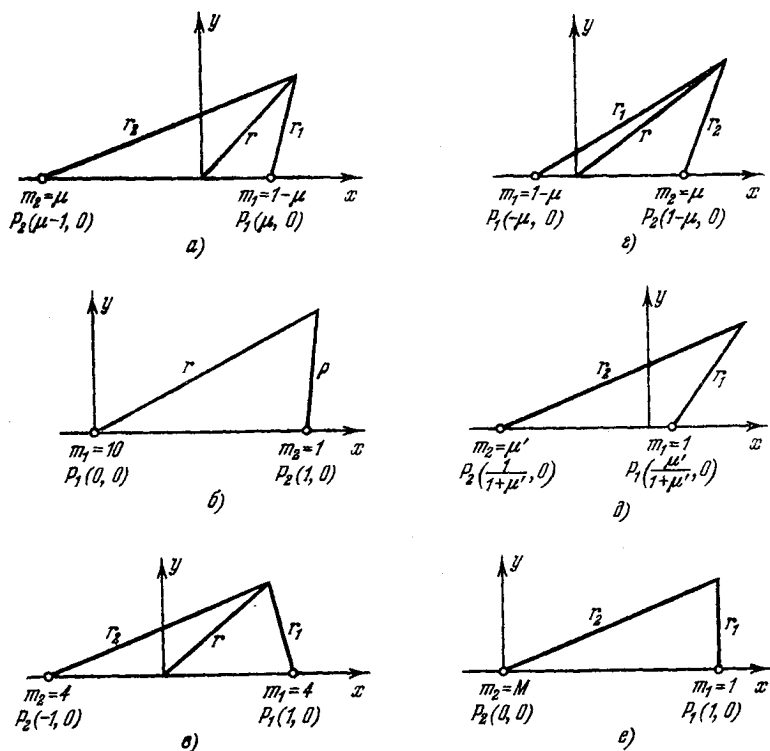 y
r₂
r
r₁
m₂=μ
P₂(μ-1, 0)
m₁=1-μ
P₁(μ, 0)
x
а)
y
r₁
r
r₂
m₁=1-μ
P₁(-μ, 0)
m₂=μ
P₂(1-μ, 0)
x
г)
y
r
ρ
m₁=10
P₁(0, 0)
m₂=1
P₂(1, 0)
x
б)
y
r₂
r₁
m₂=μ'
P₂(1/(1+μ'), 0)
m₁=1
P₁(μ'/(1+μ'), 0)
x
д)
y
r₂
r
r₁
m₂=4
P₂(-1, 0)
m₁=4
P₁(1, 0)
x
в)
y
r₂
r₁
m₂=M
P₂(0, 0)
m₁=1
P₁(1, 0)
x
е)